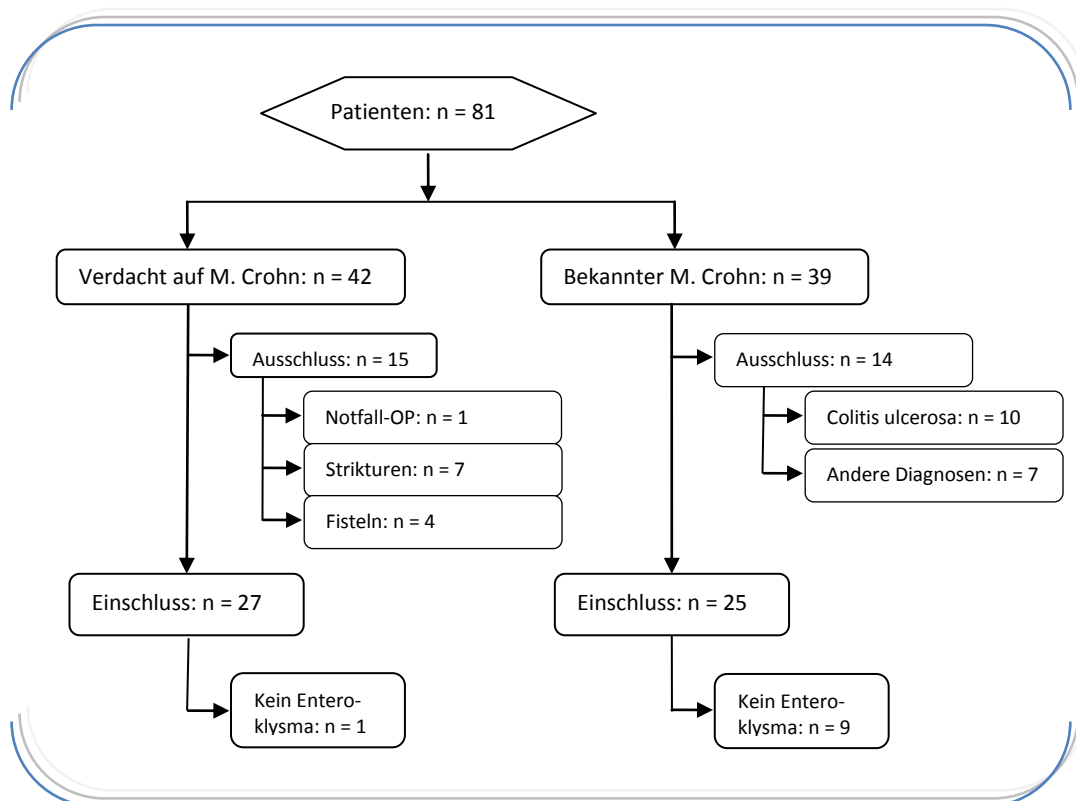 Patienten: n = 81
Verdacht auf M. Crohn: n = 42
Bekannter M. Crohn: n = 39
Ausschluss: n = 15
Ausschluss: n = 14
Notfall-OP: n = 1
Colitis ulcerosa: n = 10
Strikturen: n = 7
Andere Diagnosen: n = 7
Fisteln: n = 4
Einschluss: n = 27
Einschluss: n = 25
Kein Entero-
klysma: n = 1
Kein Entero-
klysma: n = 9